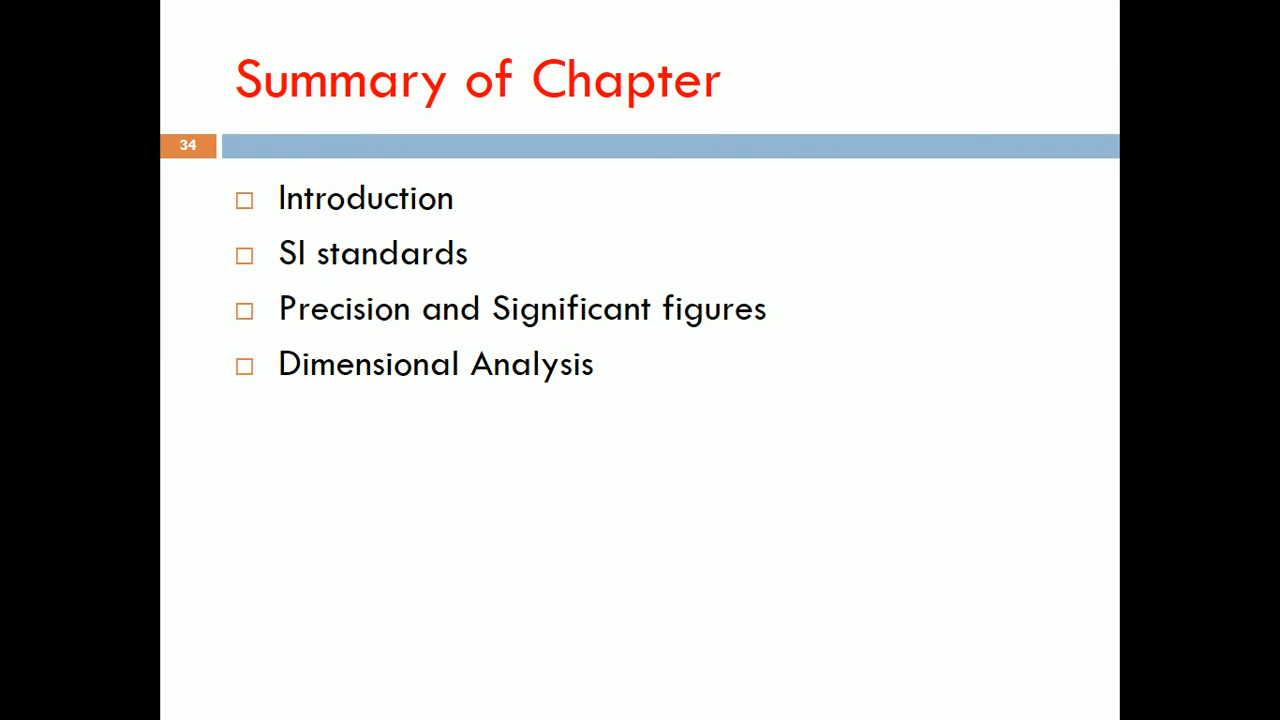 Summary of Chapter
34
Introduction
SI standards
Precision and Significant figures
Dimensional Analysis